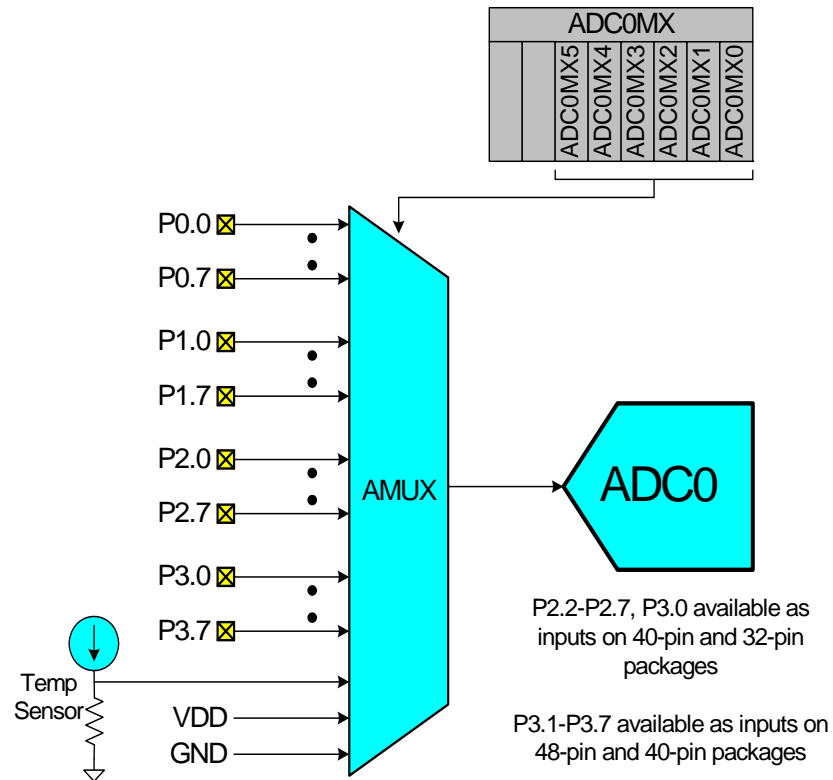 ADC0MX
ADC0MX5
ADC0MX4
ADC0MX3
ADC0MX2
ADC0MX1
ADC0MX0
P0.0
P0.7
P1.0
P1.7
P2.0
P2.7
P3.0
P3.7
AMUX
ADC0
Temp
Sensor
VDD
GND
P2.2-P2.7, P3.0 available as
inputs on 40-pin and 32-pin
packages
P3.1-P3.7 available as inputs on
48-pin and 40-pin packages